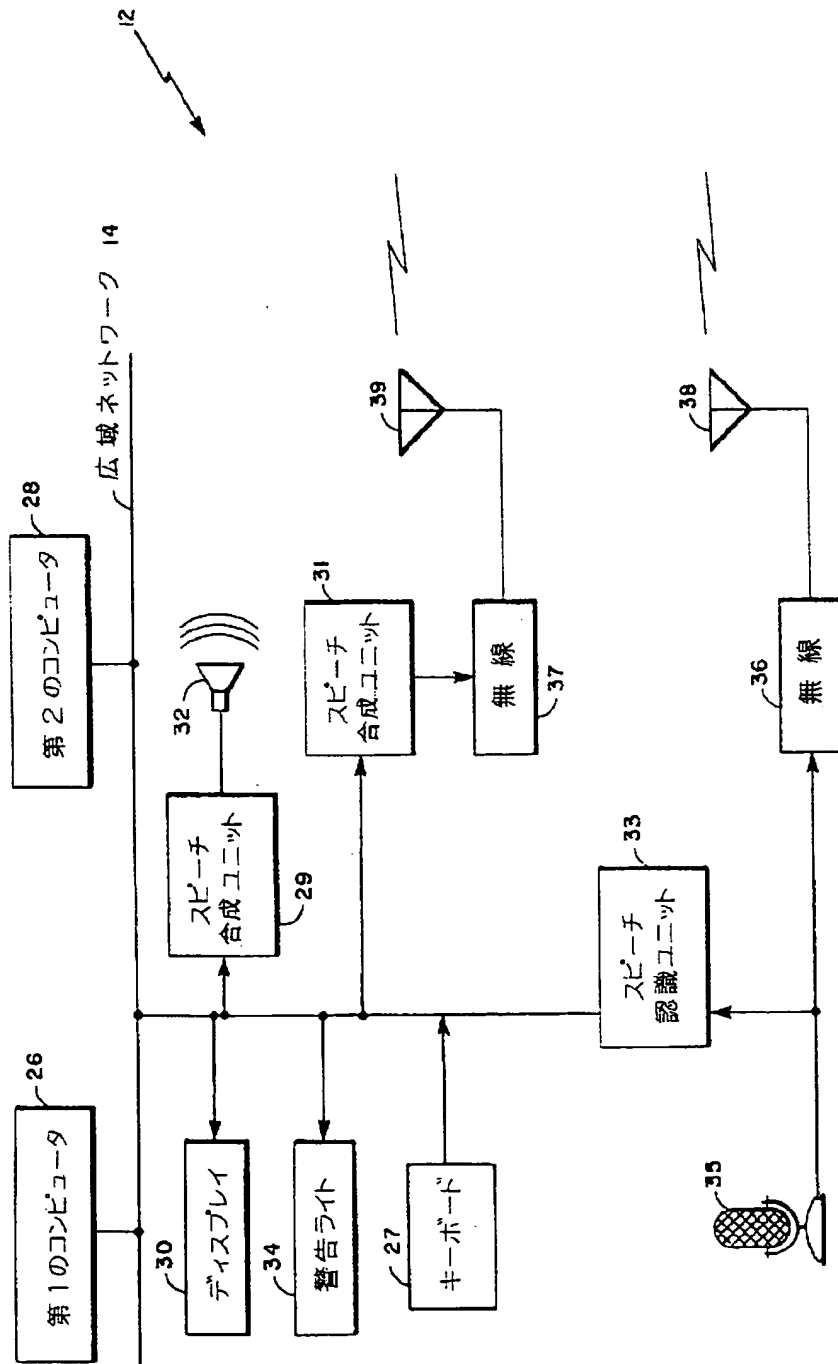 12
広域ネットワーク 14
第1のコンピュータ
26
第2のコンピュータ
28
ディスプレイ
30
警告ライト
34
キーボード
27
スピーチ
合成ユニット
29
32
スピーチ
合成ユニット
31
無線
37
39
スピーチ
認識ユニット
33
35
無線
36
38